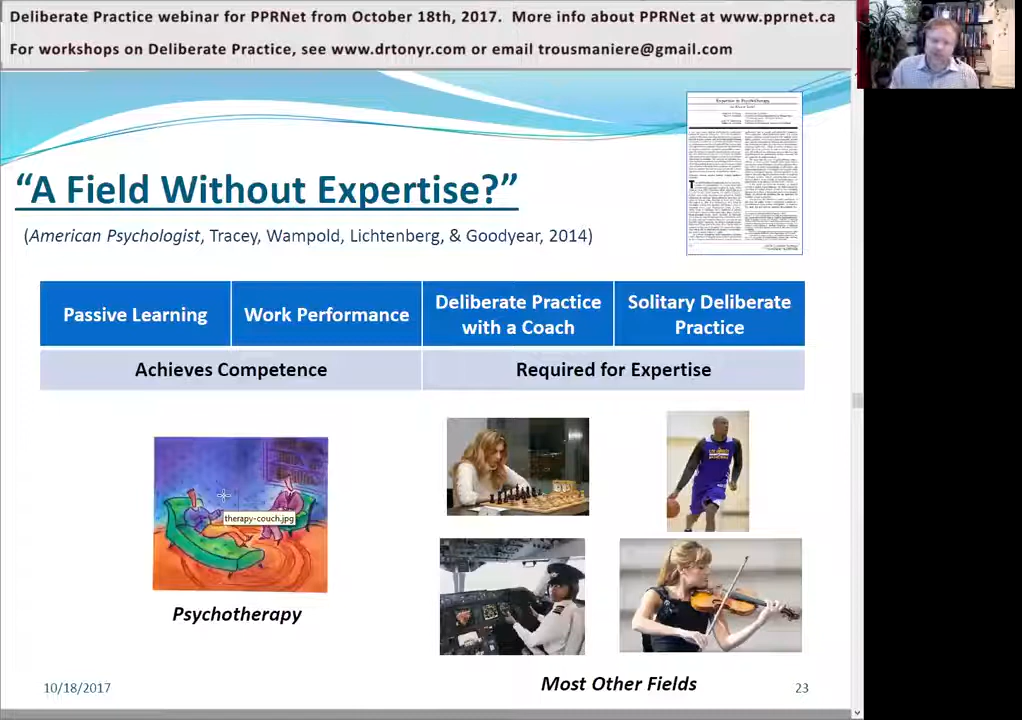 Deliberate Practice webinar for PPRNet from October 18th, 2017.  More info about PPRNet at www.pprnet.ca
For workshops on Deliberate Practice, see www.drtonyr.com or email trousmaniere@gmail.com
Expertise in Psychotherapy
“A Field Without Expertise?”
(American Psychologist, Tracey, Wampold, Lichtenberg, & Goodyear, 2014)
Passive Learning
Work Performance
Deliberate Practice
with a Coach
Solitary Deliberate
Practice
Achieves Competence
Required for Expertise
therapy-couch.jpg
Psychotherapy
Most Other Fields
10/18/2017
23